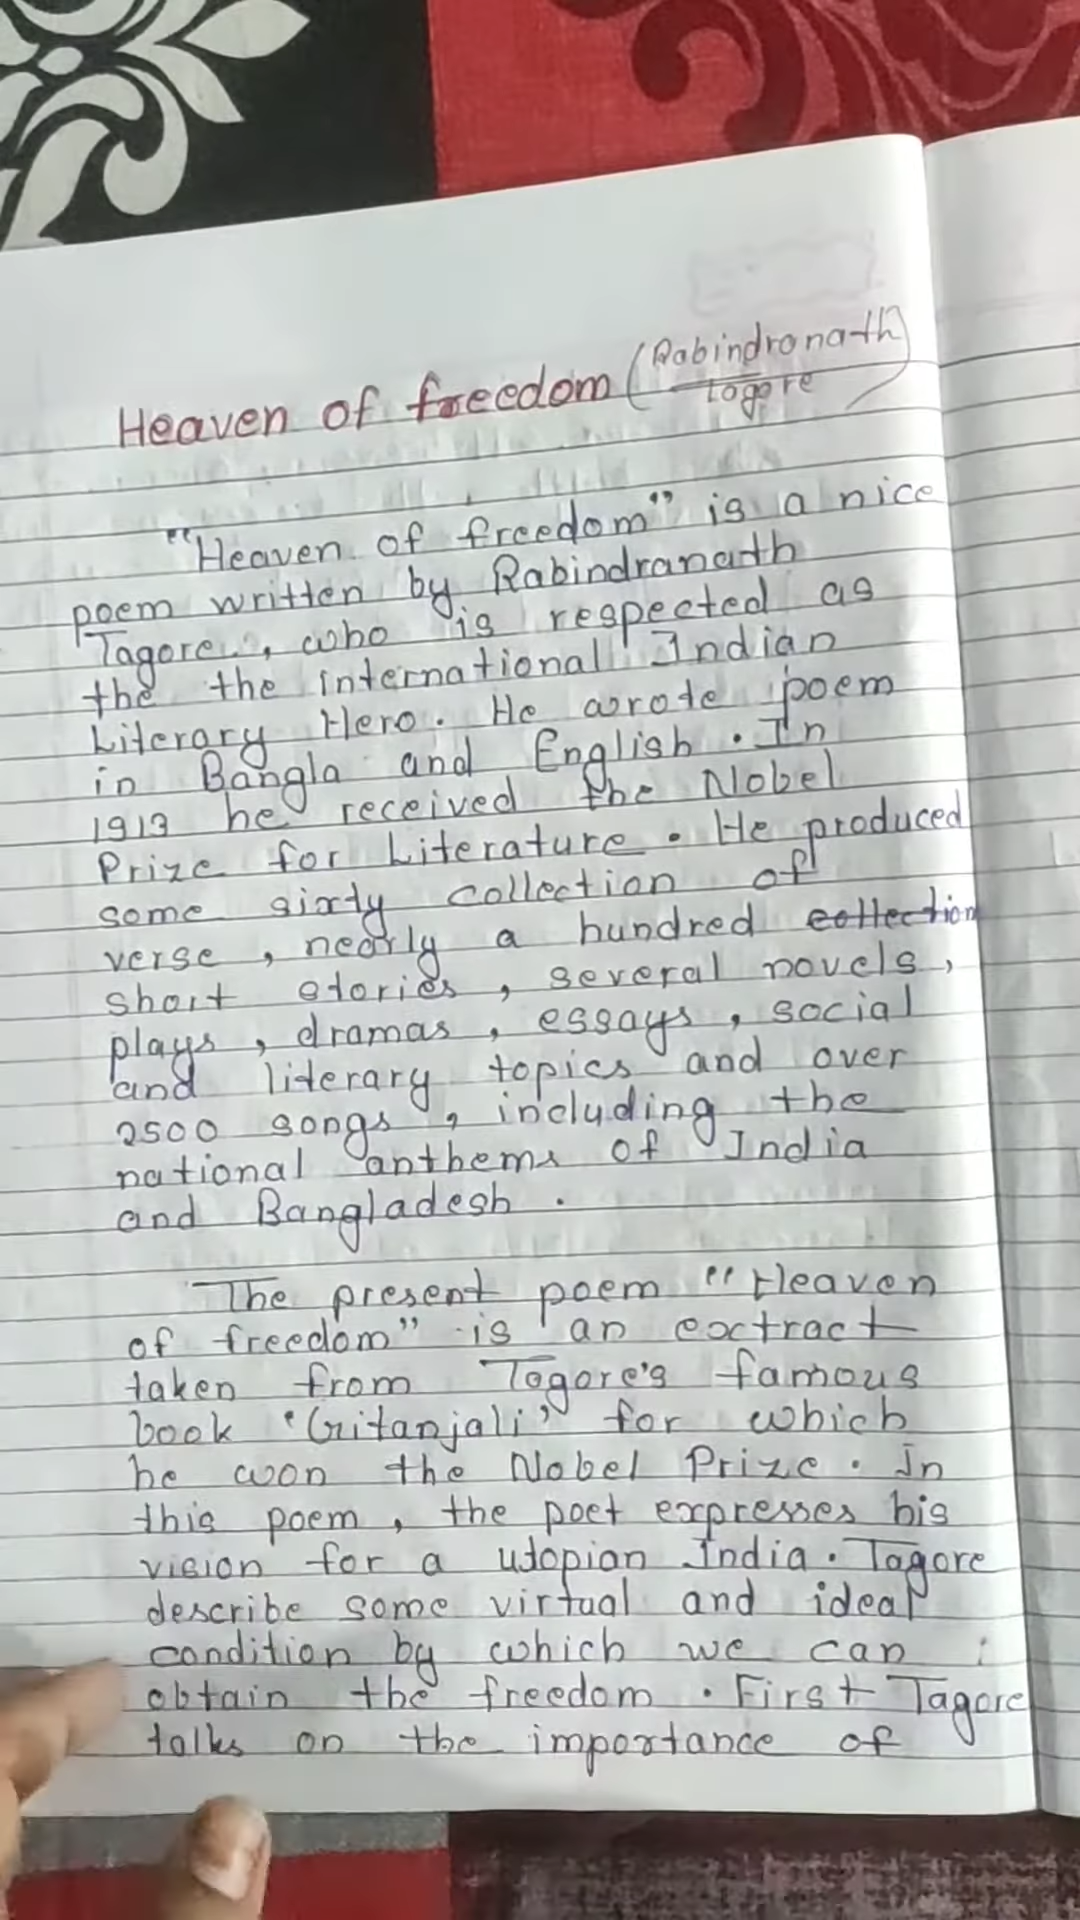 Heaven of freedom (Rabindranath
Tagore)
"Heaven of freedom" is a nice
poem written by Rabindranath
Tagore, who is respected as
the the international Indian
Literary Hero. He wrote poem
in Bangla and English. In
1913 he received the Nobel
Prize for Literature. He produced
some sixty collection of
verse, nearly a hundred collection
short stories, several novels,
plays, dramas, essays, social
and literary topics and over
2500 songs, including the
national anthems of India
and Bangladesh.
The present poem "Heaven
of freedom" is an extract
taken from Tagore's famous
book 'Gitanjali' for which
he won the Nobel Prize. In
this poem, the poet expresses his
vision for a utopian India. Tagore
describe some virtual and ideal
condition by which we can
obtain the freedom. First Tagore
talks on the importance of